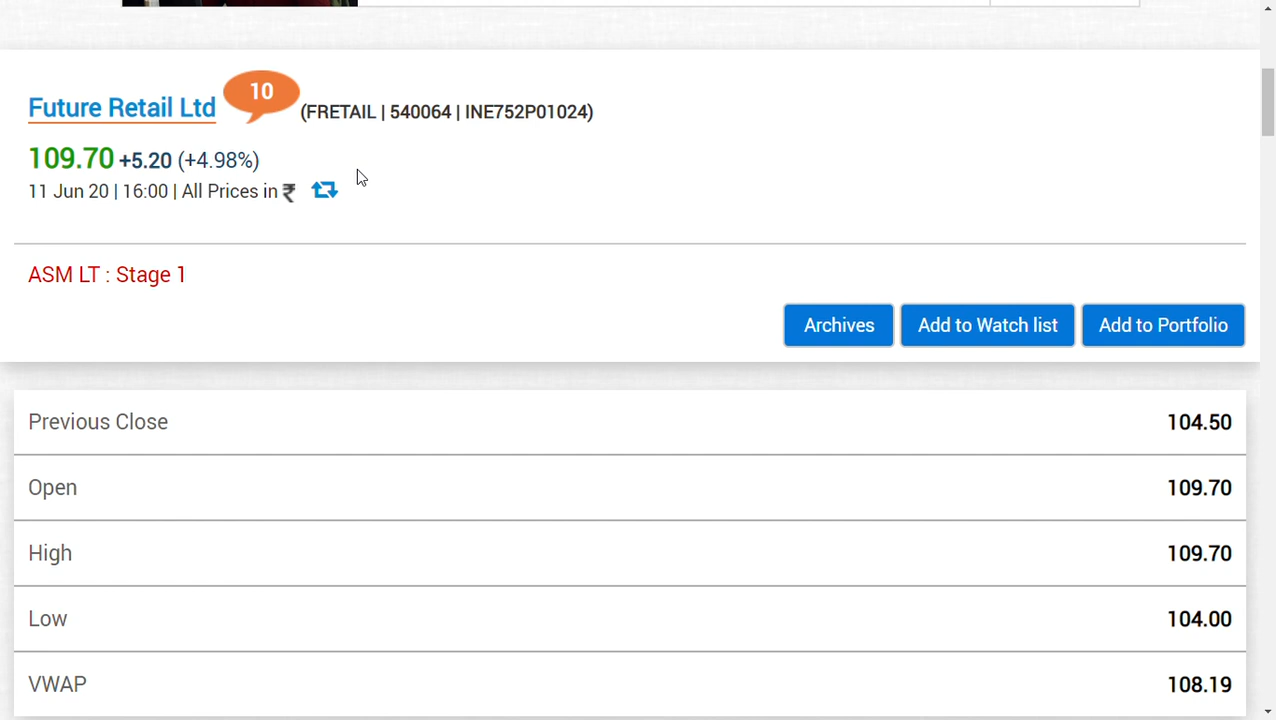 Future Retail Ltd 10 (FRETAIL | 540064 | INE752P01024)
109.70 +5.20 (+4.98%)
11 Jun 20 | 16:00 | All Prices in ₹
ASM LT : Stage 1
Archives Add to Watch list Add to Portfolio
Previous Close 104.50
Open 109.70
High 109.70
Low 104.00
VWAP 108.19